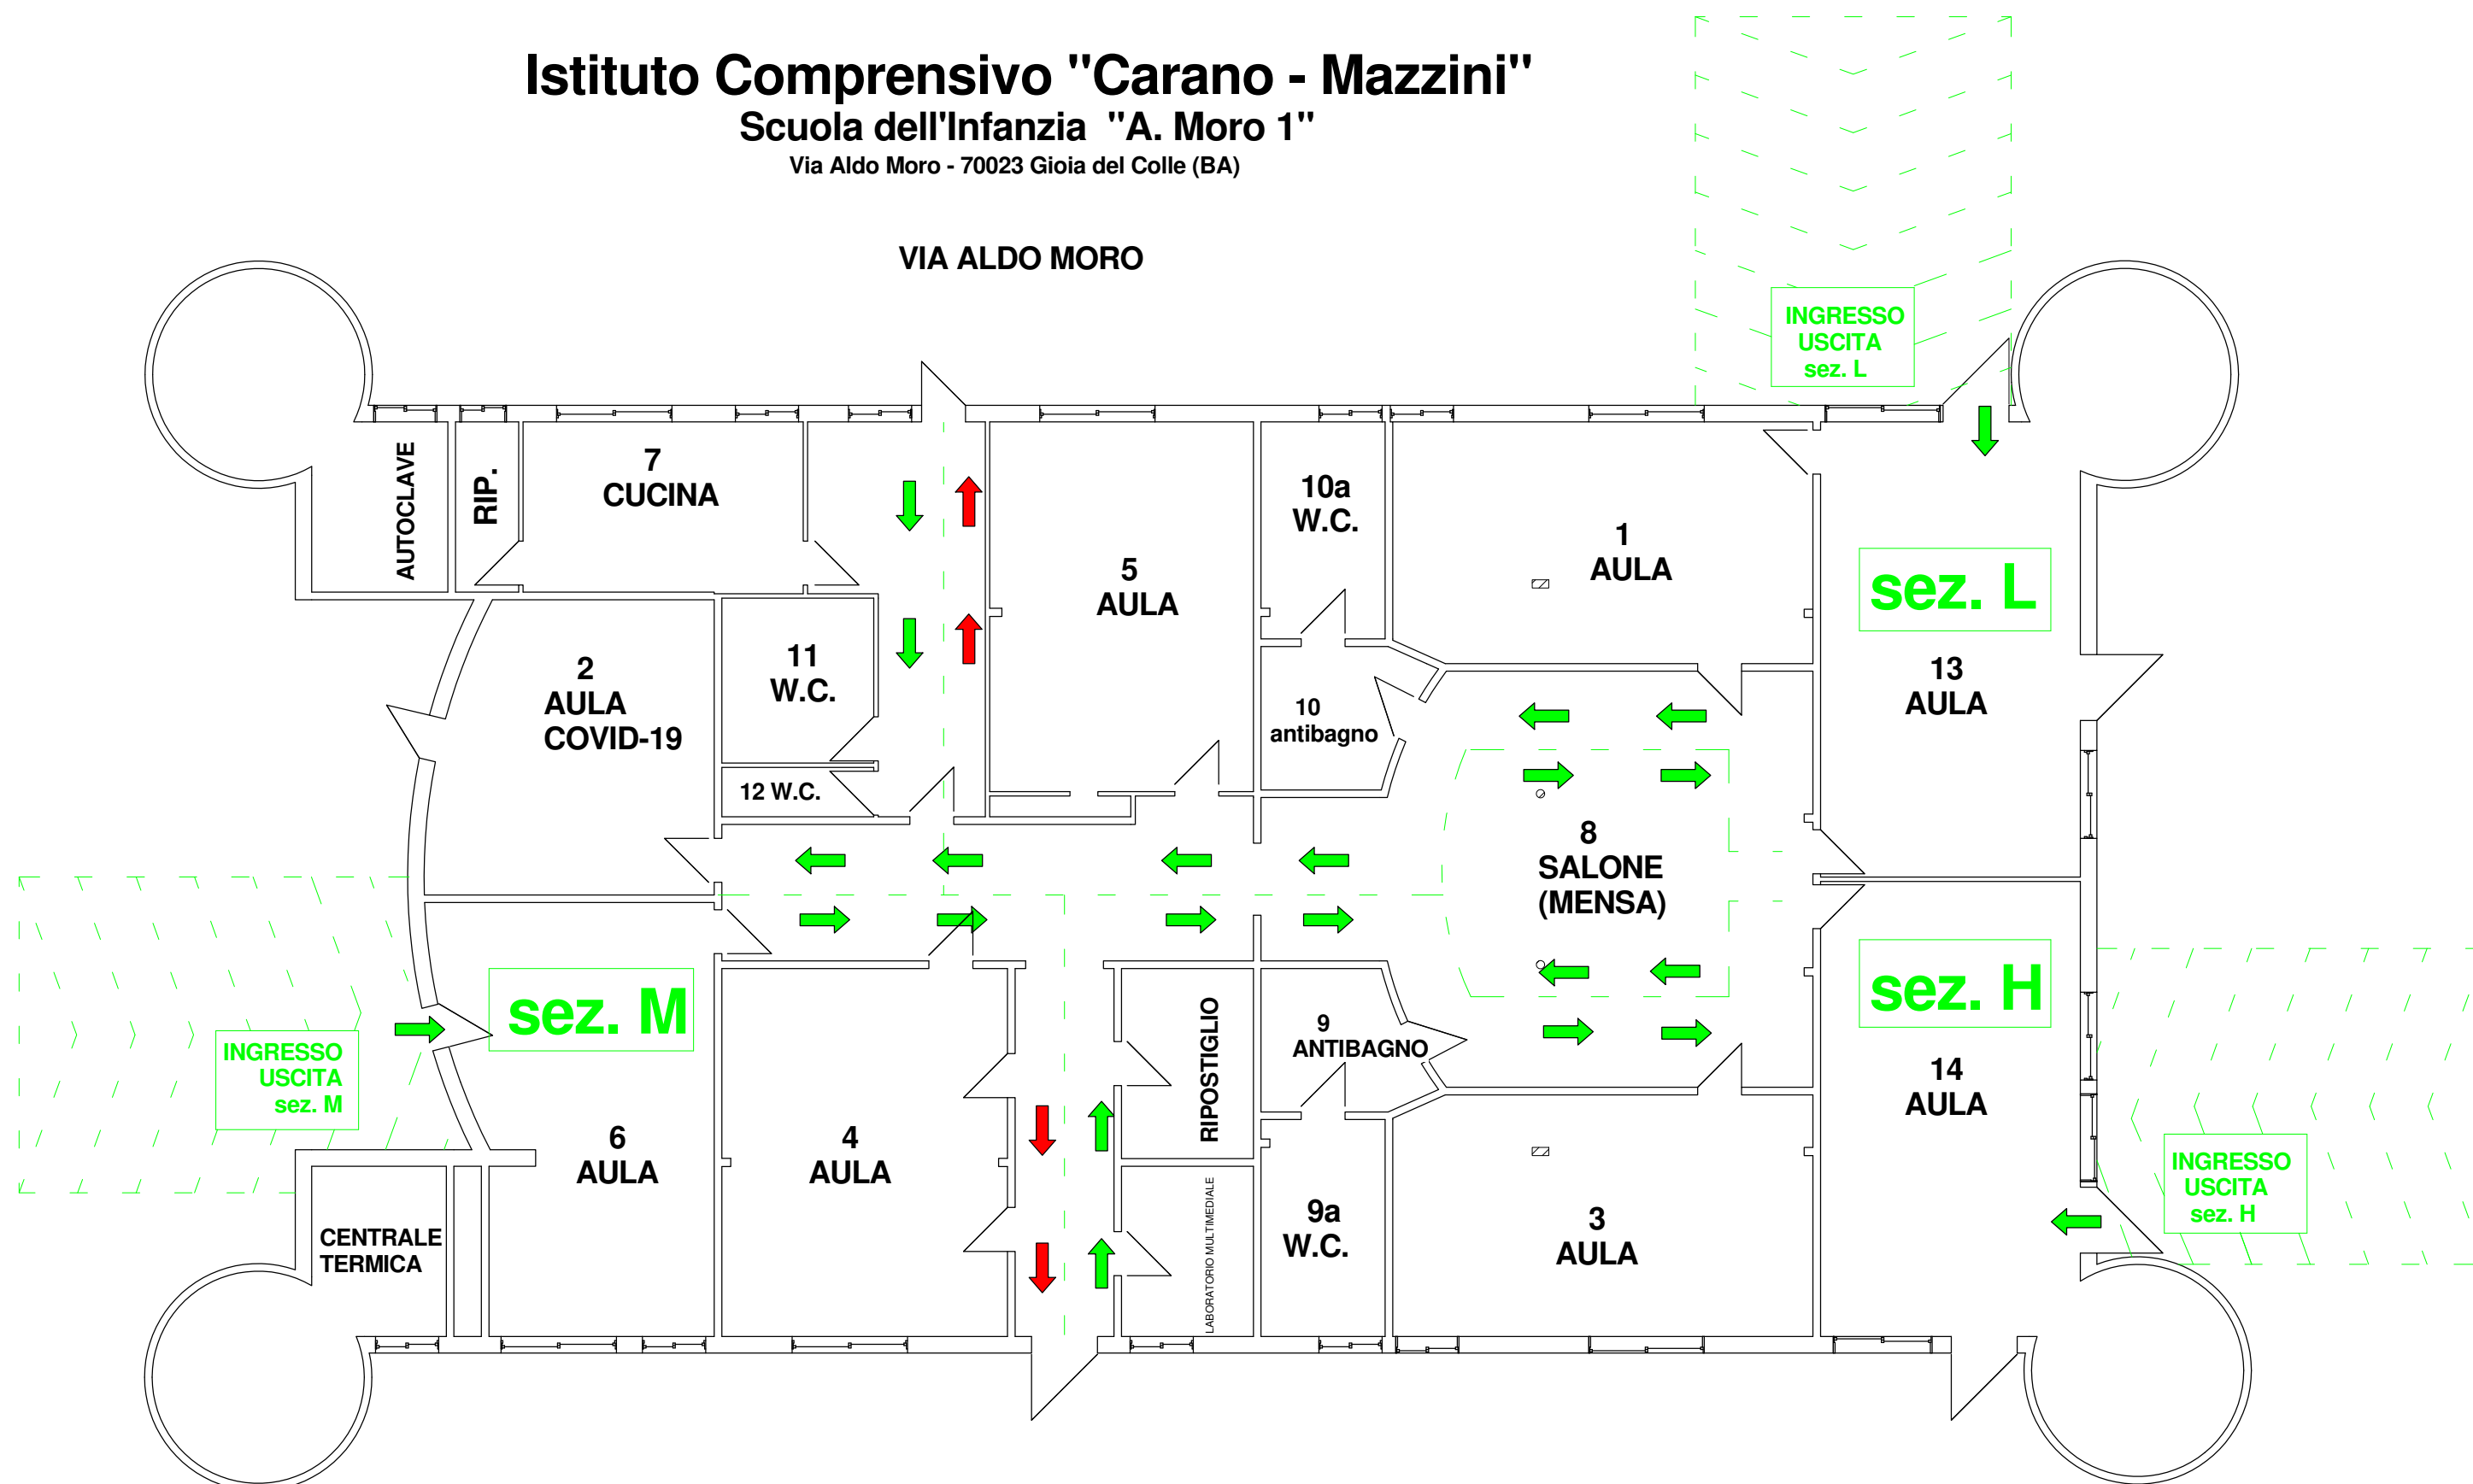 Istituto Comprensivo "Carano - Mazzini"
Scuola dell'Infanzia "A. Moro 1"
Via Aldo Moro - 70023 Gioia del Colle (BA)
VIA ALDO MORO
INGRESSO
USCITA
sez. L
AUTOCLAVE
RIP.
7
CUCINA
5
AULA
10a
W.C.
1
AULA
sez. L
13
AULA
2
AULA
COVID-19
11
W.C.
12 W.C.
10
antibagno
8
SALONE
(MENSA)
sez. M
INGRESSO
USCITA
sez. M
6
AULA
4
AULA
RIPOSTIGLIO
LABORATORIO MULTIMEDIALE
9
ANTIBAGNO
9a
W.C.
3
AULA
sez. H
14
AULA
INGRESSO
USCITA
sez. H
CENTRALE
TERMICA